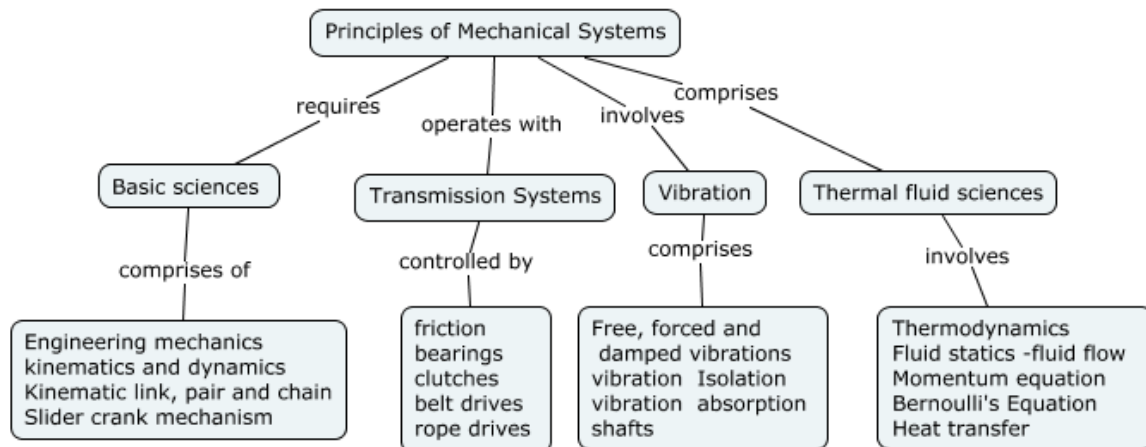 Principles of Mechanical Systems
requires
operates with
involves
comprises
Basic sciences
Transmission Systems
Vibration
Thermal fluid sciences
comprises of
controlled by
comprises
involves
Engineering mechanics
kinematics and dynamics
Kinematic link, pair and chain
Slider crank mechanism
friction
bearings
clutches
belt drives
rope drives
Free, forced and
damped vibrations
vibration Isolation
vibration absorption
shafts
Thermodynamics
Fluid statics -fluid flow
Momentum equation
Bernoulli's Equation
Heat transfer